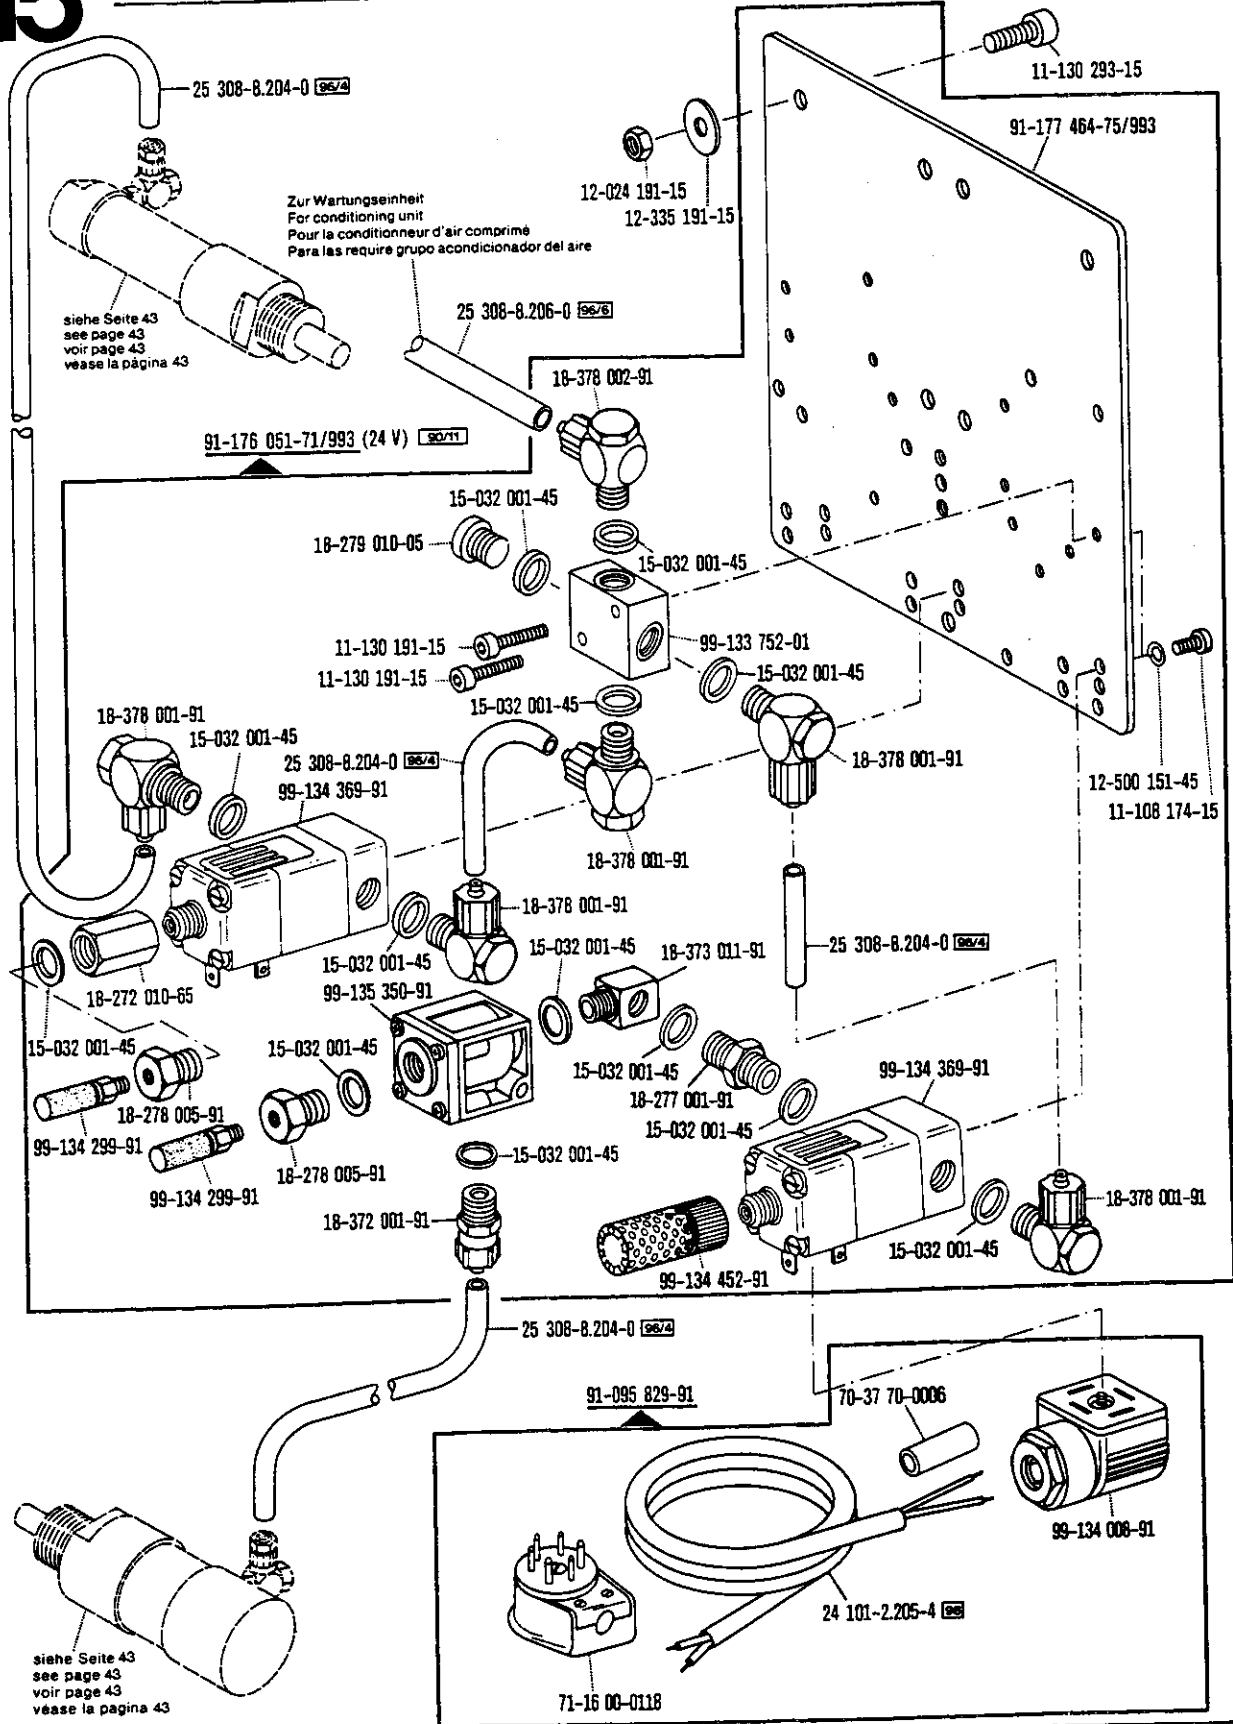 15
25 308-8.204-0 96/4
11-130 293-15
91-177 464-75/993
12-024 191-15
12-335 191-15
Zur Wartungseinheit
For conditioning unit
Pour la conditionneur d'air comprimé
Para las require grupo acondicionador del aire
siehe Seite 43
see page 43
voir page 43
véase la página 43
25 308-8.206-0 96/6
18-378 002-91
91-176 051-71/993 (24 V) 90/11
15-032 001-45
18-279 010-05
15-032 001-45
11-130 191-15
99-133 752-01
11-130 191-15
15-032 001-45
15-032 001-45
18-378 001-91
15-032 001-45
25 308-8.204-0 96/4
18-378 001-91
99-134 369-91
12-500 151-45
11-108 174-15
18-378 001-91
18-378 001-91
15-032 001-45
15-032 001-45
18-373 011-91
25 308-8.204-0 96/4
18-272 010-65
99-135 350-91
15-032 001-45
15-032 001-45
15-032 001-45
99-134 369-91
18-278 005-91
18-277 001-91
99-134 299-91
15-032 001-45
15-032 001-45
18-278 005-91
99-134 299-91
18-372 001-91
18-378 001-91
15-032 001-45
99-134 452-91
25 308-8.204-0 96/4
91-095 829-91
70-37 70-0006
99-134 008-91
24 101-2.205-4 96
71-16 00-0118
siehe Seite 43
see page 43
voir page 43
véase la pagina 43